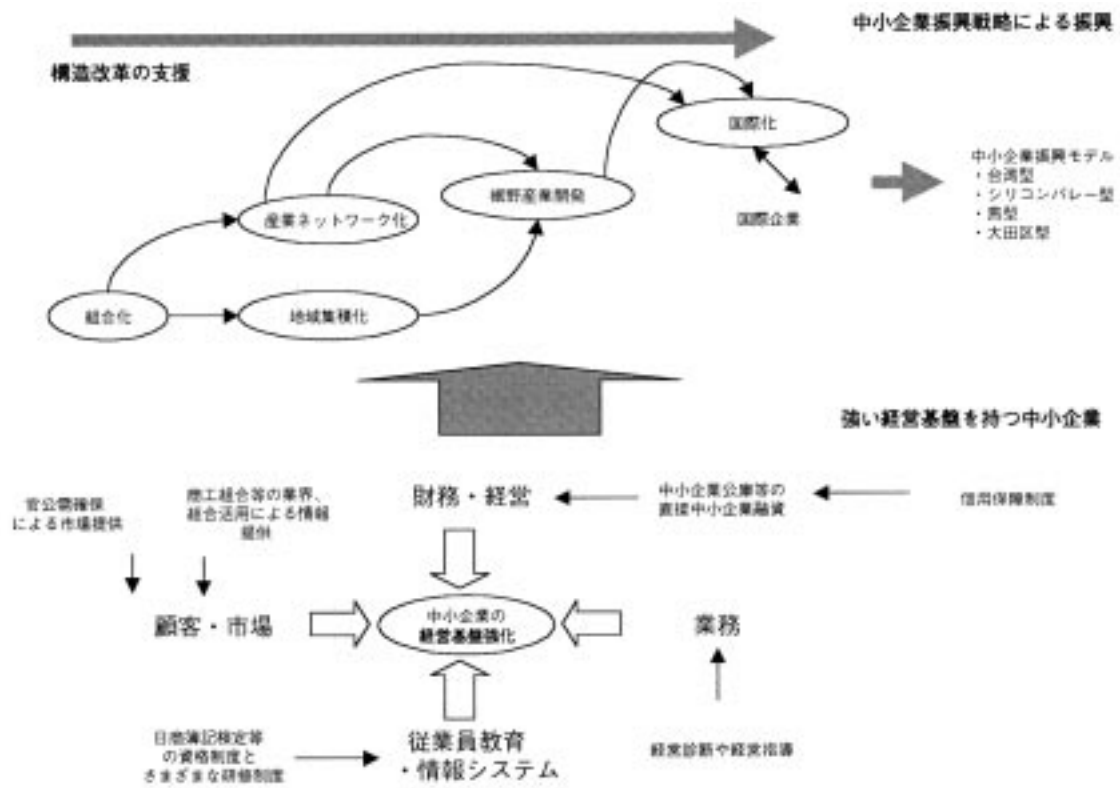 中小企業振興戦略による振興
構造改革の支援
国際化
中小企業振興モデル
・台湾型
・シリコンバレー型
・大田区型
裾野産業開発
産業ネットワーク化
国際企業
組合化
地域集積化
強い経営基盤を持つ中小企業
官公需確保
による市場提供
商工組合等の業界、
組合活用による情報
提供
財務・経営
中小企業公庫等の
直接中小企業融資
信用保障制度
顧客・市場
中小企業の
経営基盤強化
業務
日商簿記検定等
の資格制度と
さまざまな研修制度
従業員教育
・情報システム
経営診断や経営指導